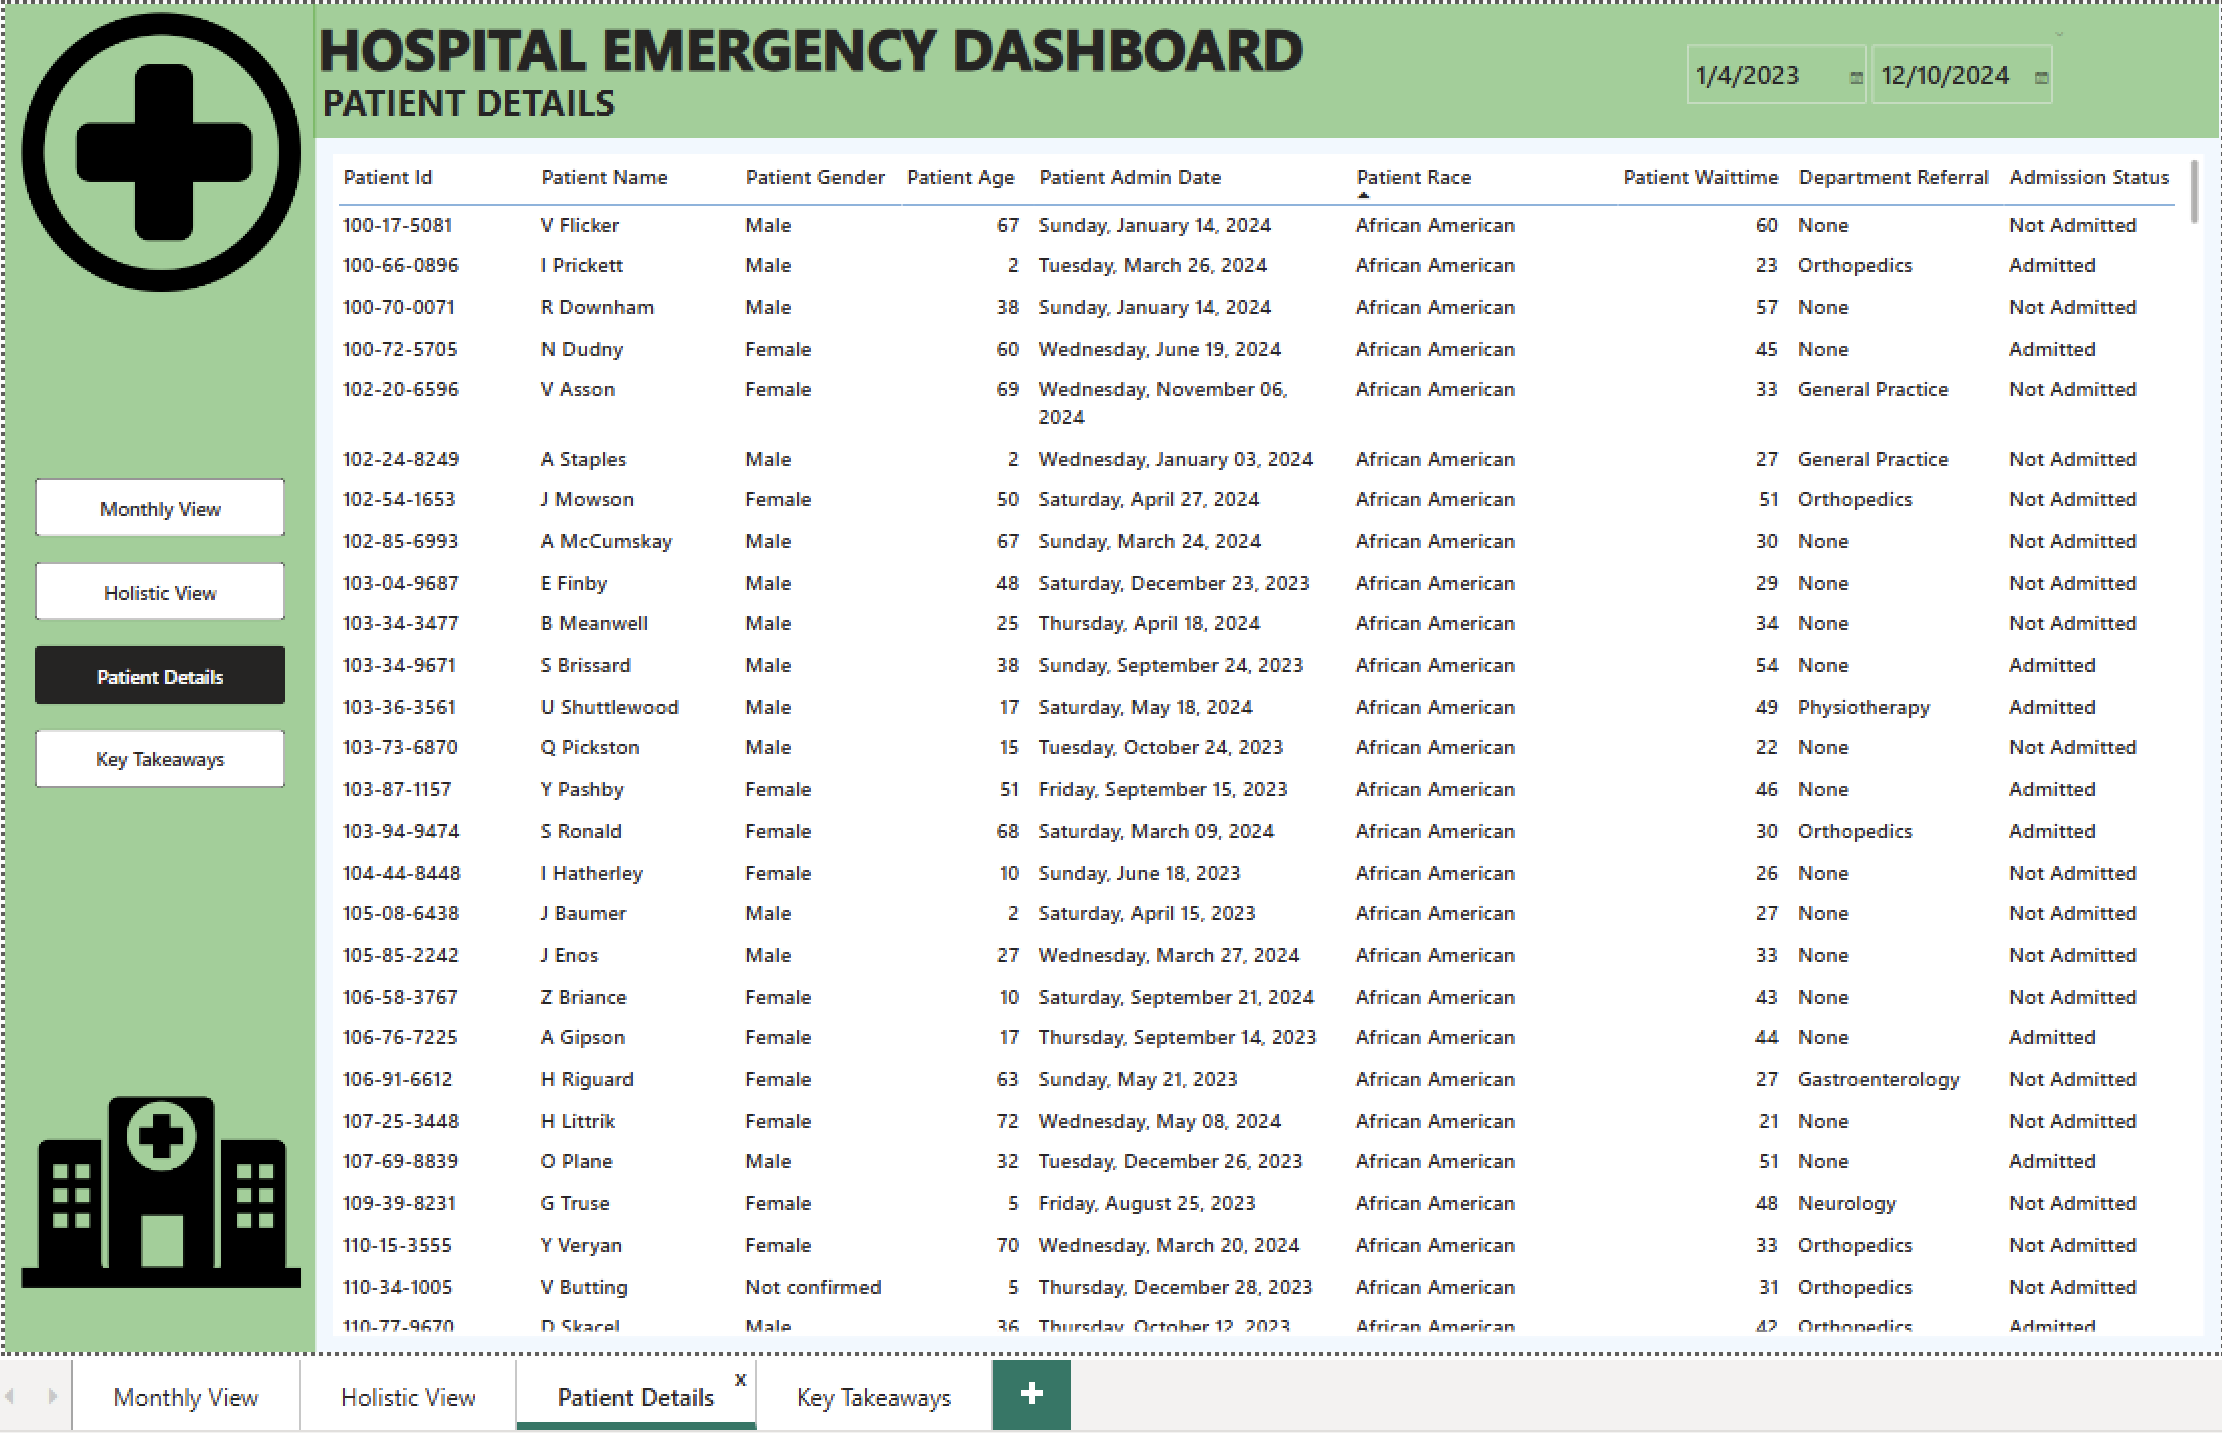 HOSPITAL EMERGENCY DASHBOARD
PATIENT DETAILS
1/4/2023 12/10/2024
Patient Id Patient Name Patient Gender Patient Age Patient Admin Date Patient Race Patient Waittime Department Referral Admission Status
100-17-5081 V Flicker Male 67 Sunday, January 14, 2024 African American 60 None Not Admitted
100-66-0896 I Prickett Male 2 Tuesday, March 26, 2024 African American 23 Orthopedics Admitted
100-70-0071 R Downham Male 38 Sunday, January 14, 2024 African American 57 None Not Admitted
100-72-5705 N Dudny Female 60 Wednesday, June 19, 2024 African American 45 None Admitted
102-20-6596 V Asson Female 69 Wednesday, November 06, African American 33 General Practice Not Admitted
2024
102-24-8249 A Staples Male 2 Wednesday, January 03, 2024 African American 27 General Practice Not Admitted
102-54-1653 J Mowson Female 50 Saturday, April 27, 2024 African American 51 Orthopedics Not Admitted
102-85-6993 A McCumskay Male 67 Sunday, March 24, 2024 African American 30 None Not Admitted
103-04-9687 E Finby Male 48 Saturday, December 23, 2023 African American 29 None Not Admitted
103-34-3477 B Meanwell Male 25 Thursday, April 18, 2024 African American 34 None Not Admitted
103-34-9671 S Brissard Male 38 Sunday, September 24, 2023 African American 54 None Admitted
103-36-3561 U Shuttlewood Male 17 Saturday, May 18, 2024 African American 49 Physiotherapy Admitted
103-73-6870 Q Pickston Male 15 Tuesday, October 24, 2023 African American 22 None Not Admitted
103-87-1157 Y Pashby Female 51 Friday, September 15, 2023 African American 46 None Admitted
103-94-9474 S Ronald Female 68 Saturday, March 09, 2024 African American 30 Orthopedics Admitted
104-44-8448 I Hatherley Female 10 Sunday, June 18, 2023 African American 26 None Not Admitted
105-08-6438 J Baumer Male 2 Saturday, April 15, 2023 African American 27 None Not Admitted
105-85-2242 J Enos Male 27 Wednesday, March 27, 2024 African American 33 None Not Admitted
106-58-3767 Z Briance Female 10 Saturday, September 21, 2024 African American 43 None Not Admitted
106-76-7225 A Gipson Female 17 Thursday, September 14, 2023 African American 44 None Admitted
106-91-6612 H Riguard Female 63 Sunday, May 21, 2023 African American 27 Gastroenterology Not Admitted
107-25-3448 H Littrik Female 72 Wednesday, May 08, 2024 African American 21 None Not Admitted
107-69-8839 O Plane Male 32 Tuesday, December 26, 2023 African American 51 None Admitted
109-39-8231 G Truse Female 5 Friday, August 25, 2023 African American 48 Neurology Not Admitted
110-15-3555 Y Veryan Female 70 Wednesday, March 20, 2024 African American 33 Orthopedics Not Admitted
110-34-1005 V Butting Not confirmed 5 Thursday, December 28, 2023 African American 31 Orthopedics Not Admitted
110-77-9670 D Skacel Male 36 Thursday, October 12, 2023 African American 42 Orthopedics Admitted
Monthly View
Holistic View
Patient Details
Key Takeaways
Monthly View Holistic View Patient Details x Key Takeaways +